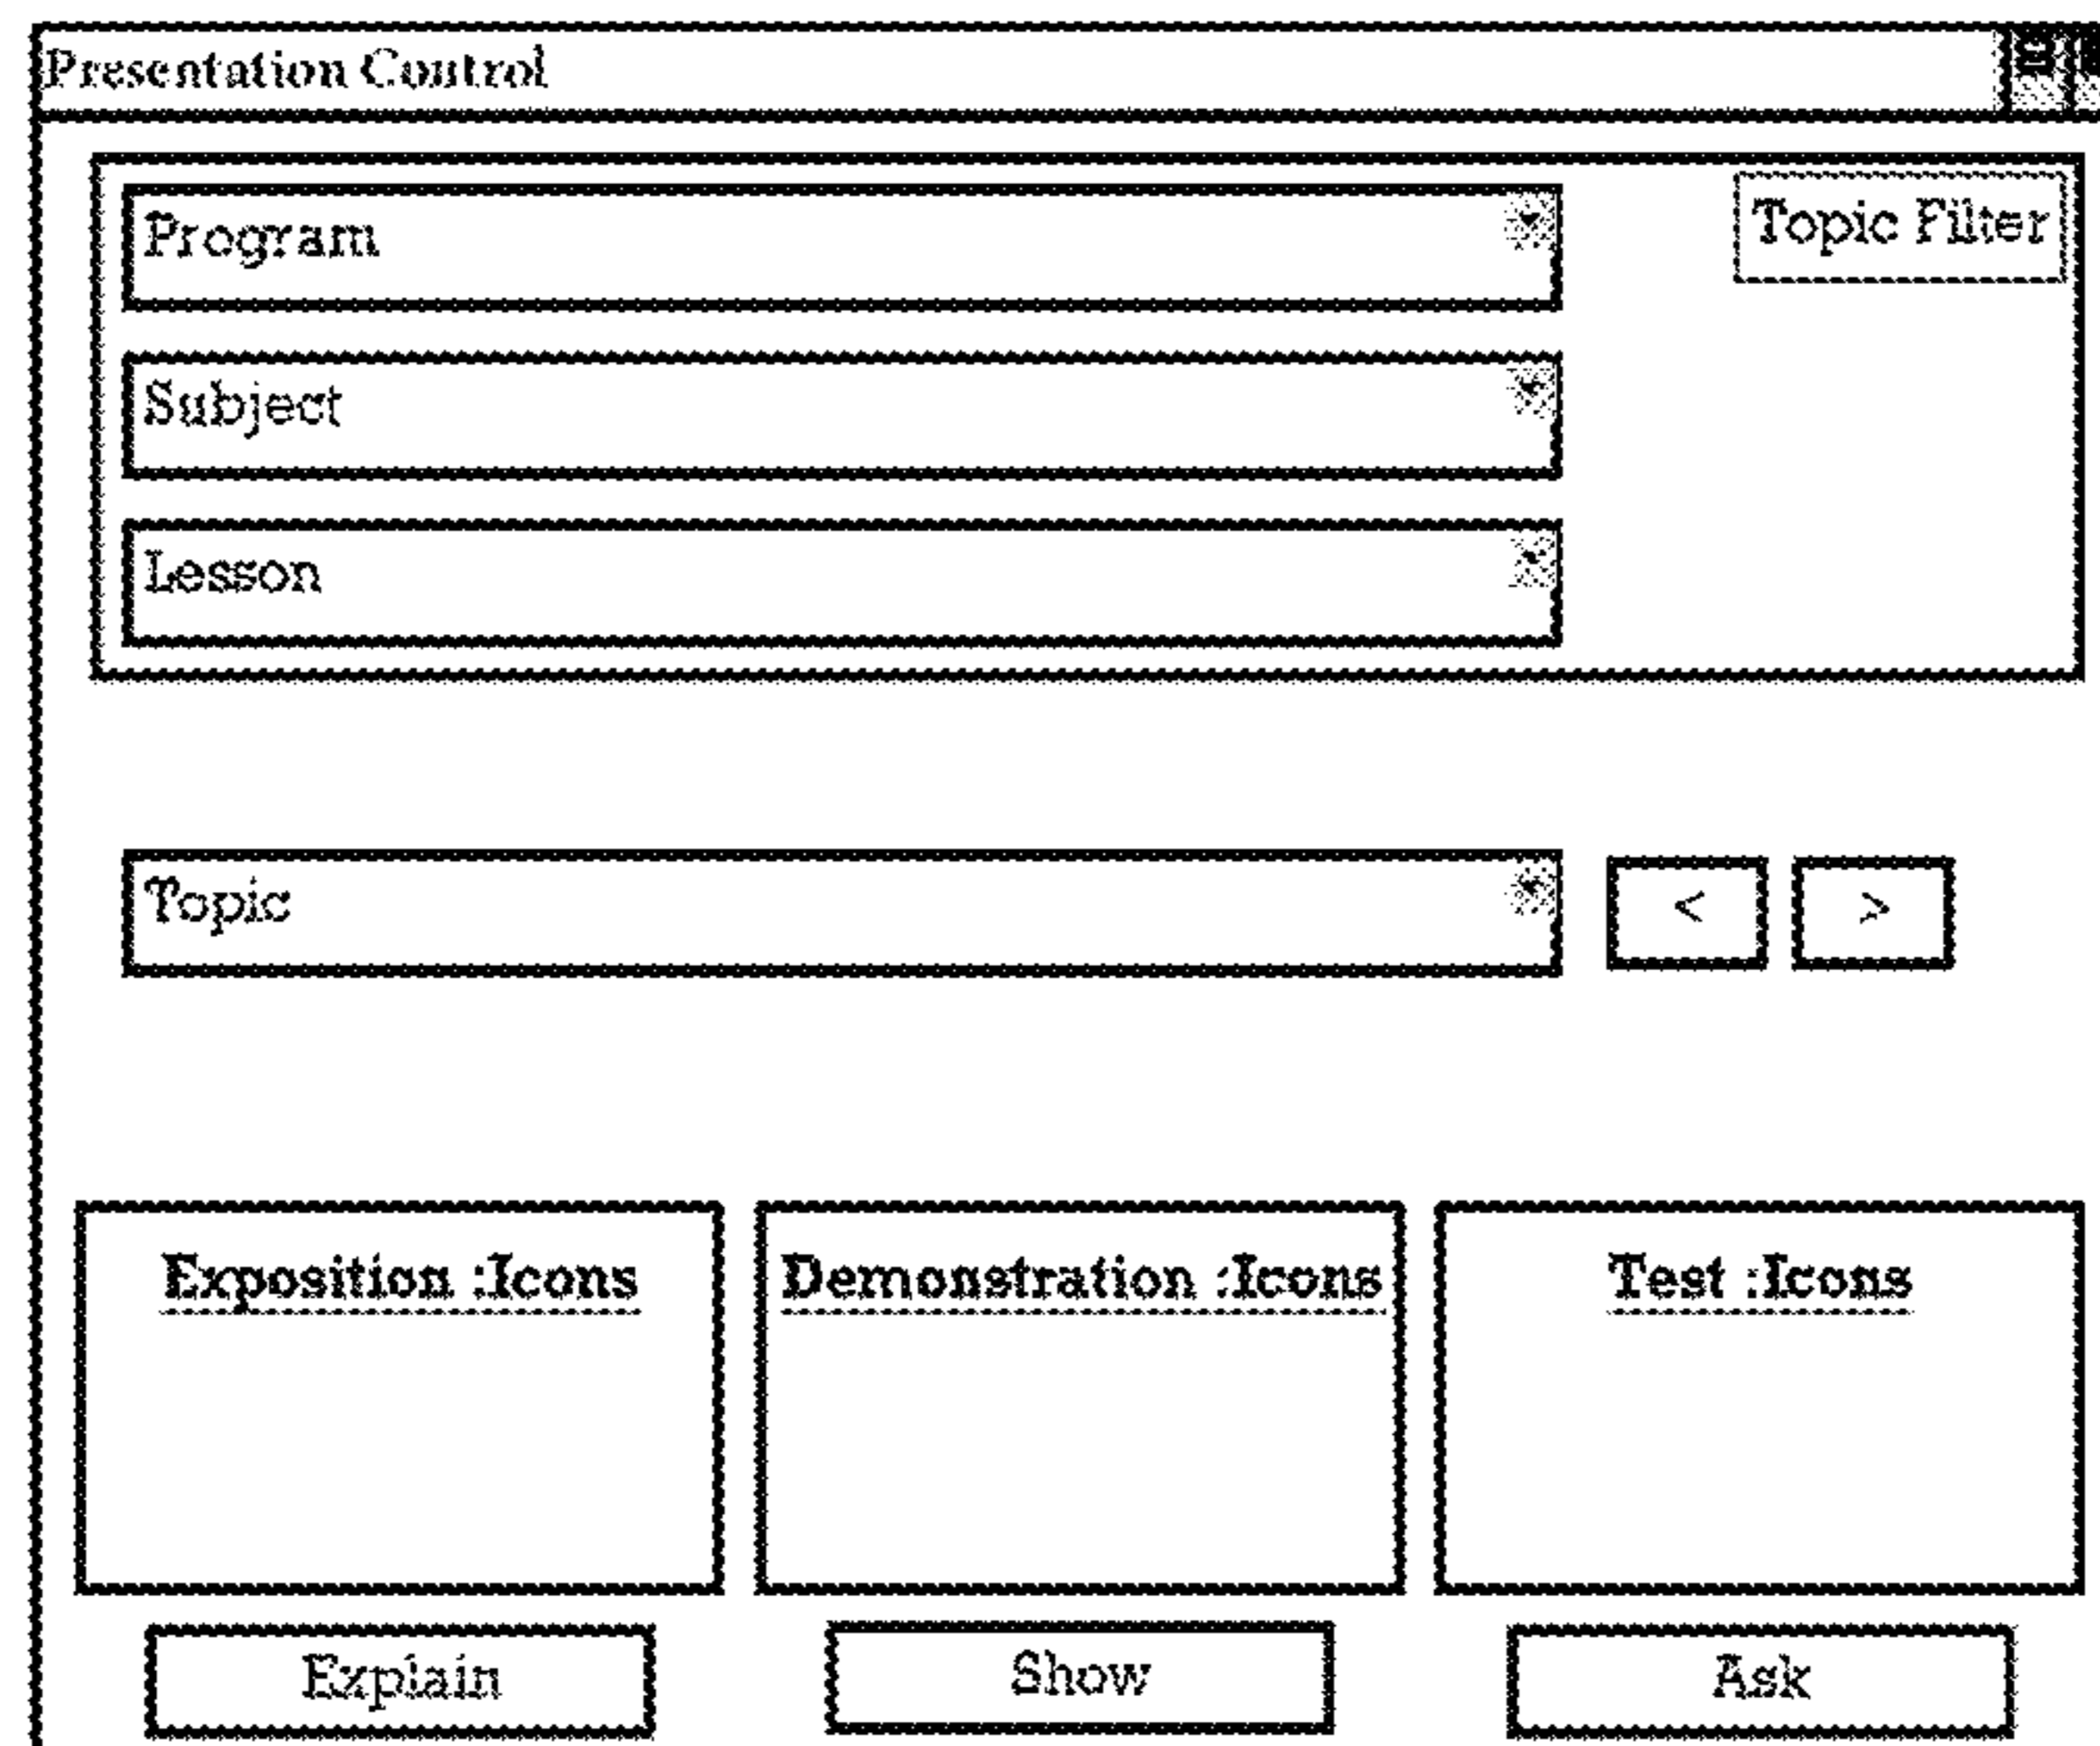 Presentation Control
Program
Topic Filter
Subject
Lesson
Topic
< >
Exposition :Icons
Demonstration :Icons
Test :Icons
Explain
Show
Ask